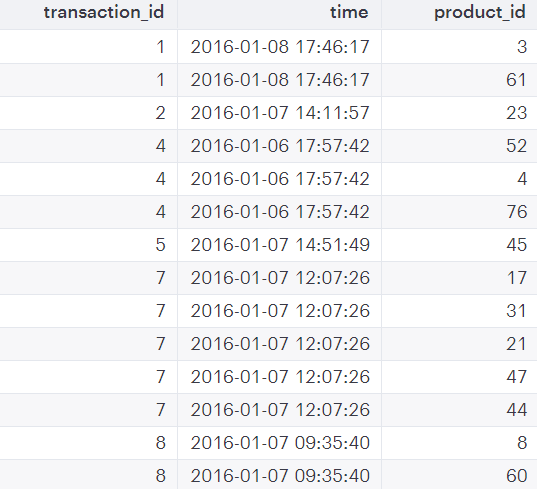 transaction_id time product_id
1 2016-01-08 17:46:17 3
1 2016-01-08 17:46:17 61
2 2016-01-07 14:11:57 23
4 2016-01-06 17:57:42 52
4 2016-01-06 17:57:42 4
4 2016-01-06 17:57:42 76
5 2016-01-07 14:51:49 45
7 2016-01-07 12:07:26 17
7 2016-01-07 12:07:26 31
7 2016-01-07 12:07:26 21
7 2016-01-07 12:07:26 47
7 2016-01-07 12:07:26 44
8 2016-01-07 09:35:40 8
8 2016-01-07 09:35:40 60